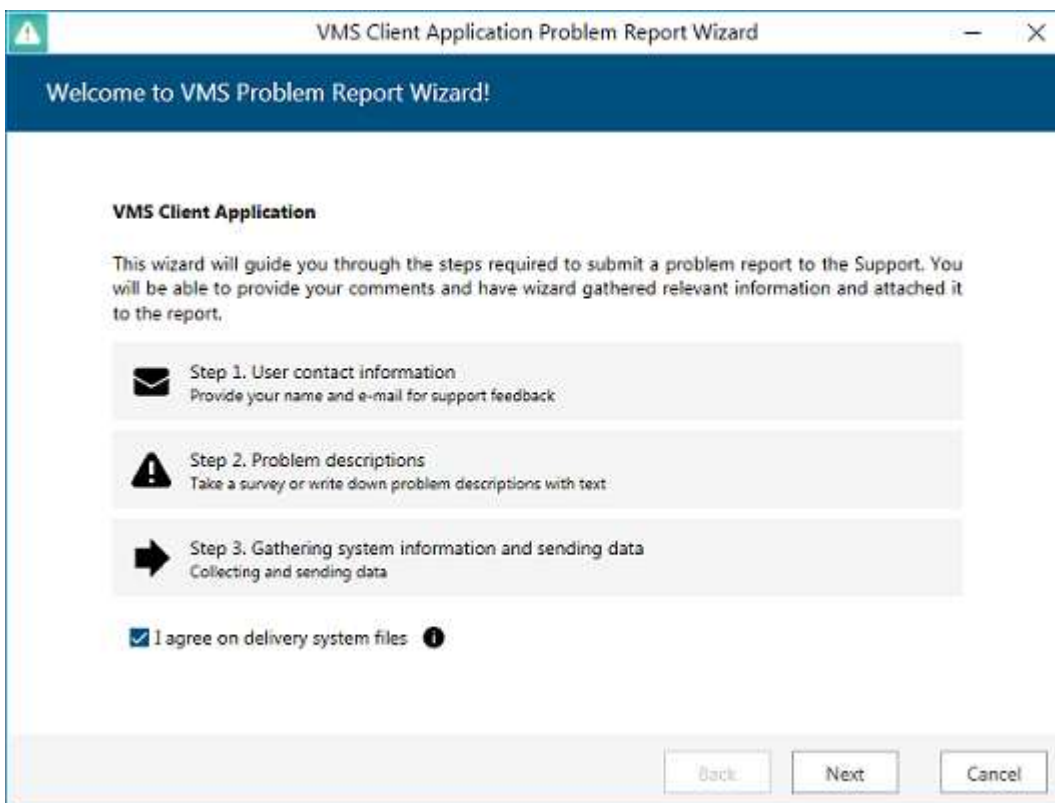 VMS Client Application Problem Report Wizard
Welcome to VMS Problem Report Wizard!
VMS Client Application
This wizard will guide you through the steps required to submit a problem report to the Support. You
will be able to provide your comments and have wizard gathered relevant information and attached it
to the report.
Step 1. User contact information
Provide your name and e-mail for support feedback
Step 2. Problem descriptions
Take a survey or write down problem descriptions with text
Step 3. Gathering system information and sending data
Collecting and sending data
I agree on delivery system files
Back Next Cancel